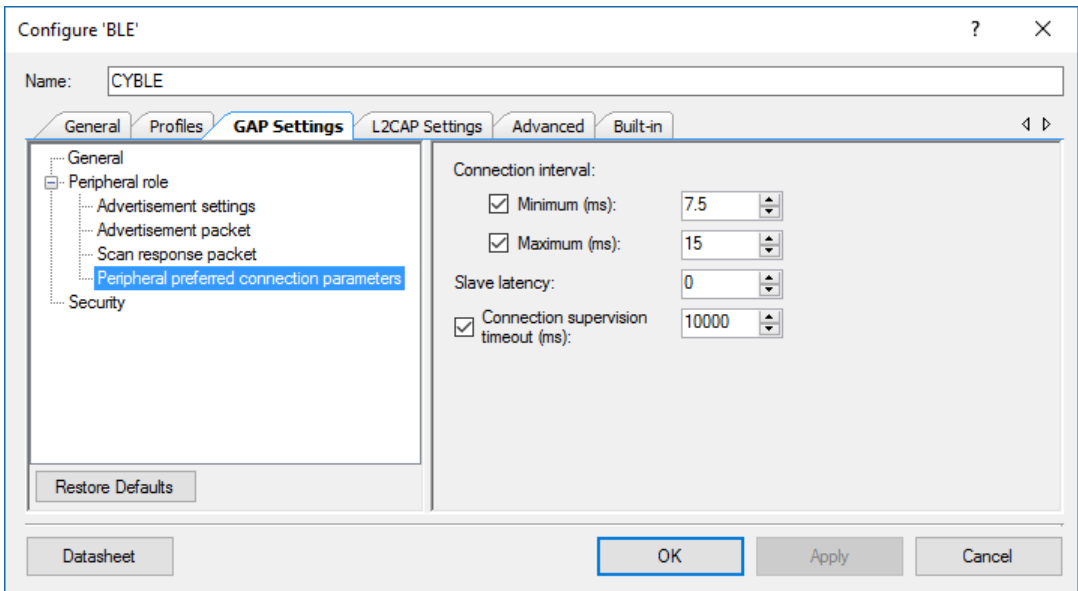 Configure 'BLE'
?
Name: CYBLE
General Profiles GAP Settings L2CAP Settings Advanced Built-in
General
Peripheral role
Advertisement settings
Advertisement packet
Scan response packet
Peripheral preferred connection parameters
Security
Restore Defaults
Connection interval:
Minimum (ms): 7.5
Maximum (ms): 15
Slave latency: 0
Connection supervision
timeout (ms): 10000
Datasheet OK Apply Cancel